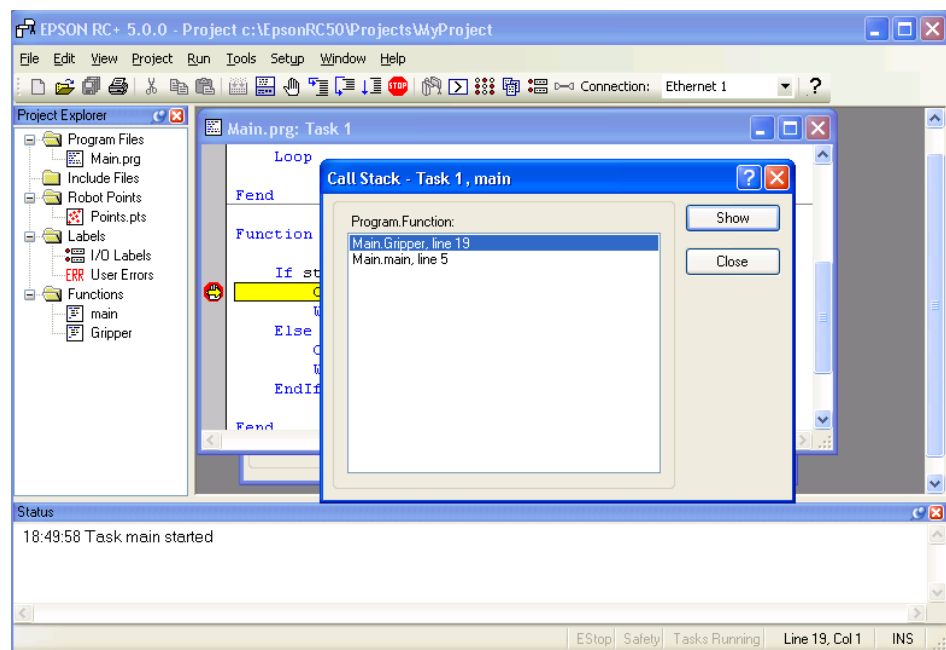 EPSON RC+ 5.0.0 - Project c:\EpsonRC50\Projects\MyProject
File Edit View Project Run Tools Setup Window Help
STOP Connection: Ethernet 1 ?
Project Explorer
Program Files
Main.prg
Include Files
Robot Points
Points.pts
Labels
I/O Labels
ERR User Errors
Functions
main
Gripper
Main.prg: Task 1
Loop
Fend
Function
If st
Else
EndIf
Fend
Call Stack - Task 1, main
Program.Function:
Main.Gripper, line 19
Main.main, line 5
Show
Close
Status
18:49:58 Task main started
EStop Safety Tasks Running Line 19, Col 1 INS